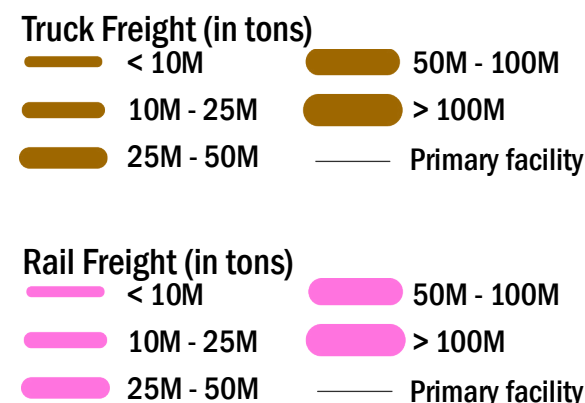 Truck Freight (in tons)
< 10M
50M - 100M
10M - 25M
> 100M
25M - 50M
Primary facility
Rail Freight (in tons)
< 10M
50M - 100M
10M - 25M
> 100M
25M - 50M
Primary facility